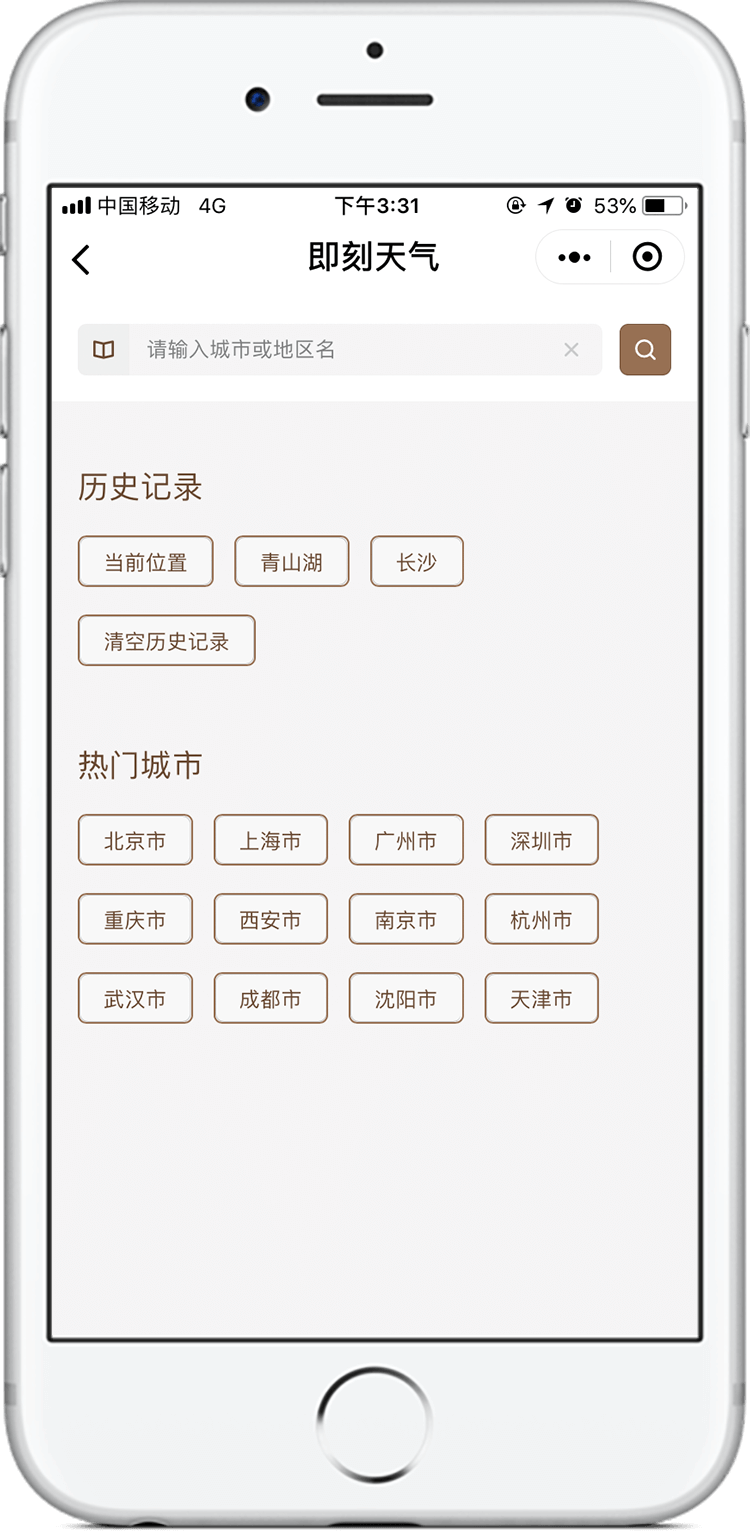 中国移动 4G 下午3:31 53%
即刻天气
请输入城市或地区名
历史记录
当前位置 青山湖 长沙
清空历史记录
热门城市
北京市 上海市 广州市 深圳市
重庆市 西安市 南京市 杭州市
武汉市 成都市 沈阳市 天津市